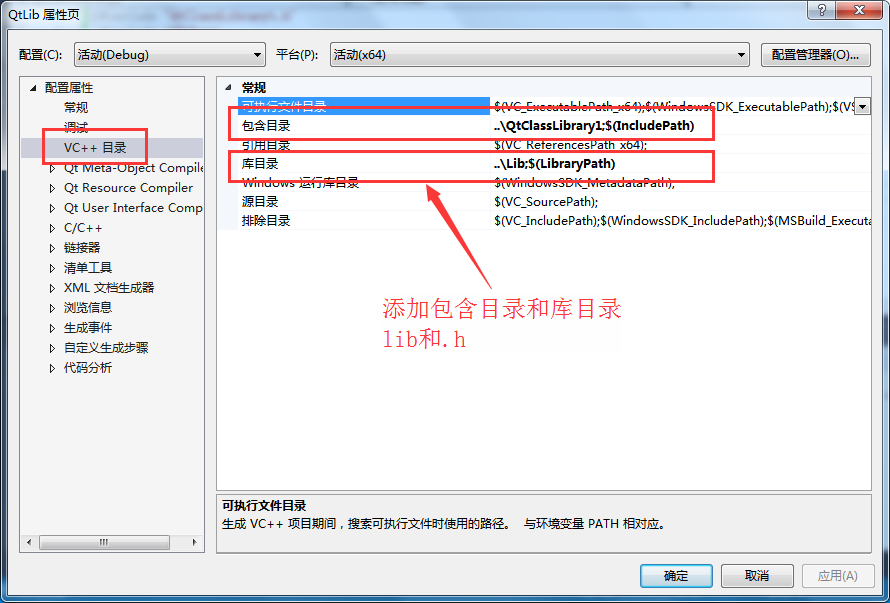 QtLib 属性页
配置(C): 活动(Debug) 平台(P): 活动(x64) 配置管理器(O)...
配置属性
常规
调试
VC++ 目录
Qt Meta-Object Compile
Qt Resource Compiler
Qt User Interface Comp
C/C++
链接器
清单工具
XML 文档生成器
浏览信息
生成事件
自定义生成步骤
代码分析
常规
可执行文件目录 $(VC_ExecutablePath_x64);$(WindowsSDK_ExecutablePath);$(VS
包含目录 ..\QtClassLibrary1;$(IncludePath)
引用目录 $(VC_ReferencesPath_x64);
库目录 ..\Lib;$(LibraryPath)
Windows 运行库目录 $(WindowsSDK_MetadataPath);
源目录 $(VC_SourcePath);
排除目录 $(VC_IncludePath);$(WindowsSDK_IncludePath);$(MSBuild_Executa
添加包含目录和库目录
lib和.h
可执行文件目录
生成 VC++ 项目期间，搜索可执行文件时使用的路径。 与环境变量 PATH 相对应。
确定 取消 应用(A)